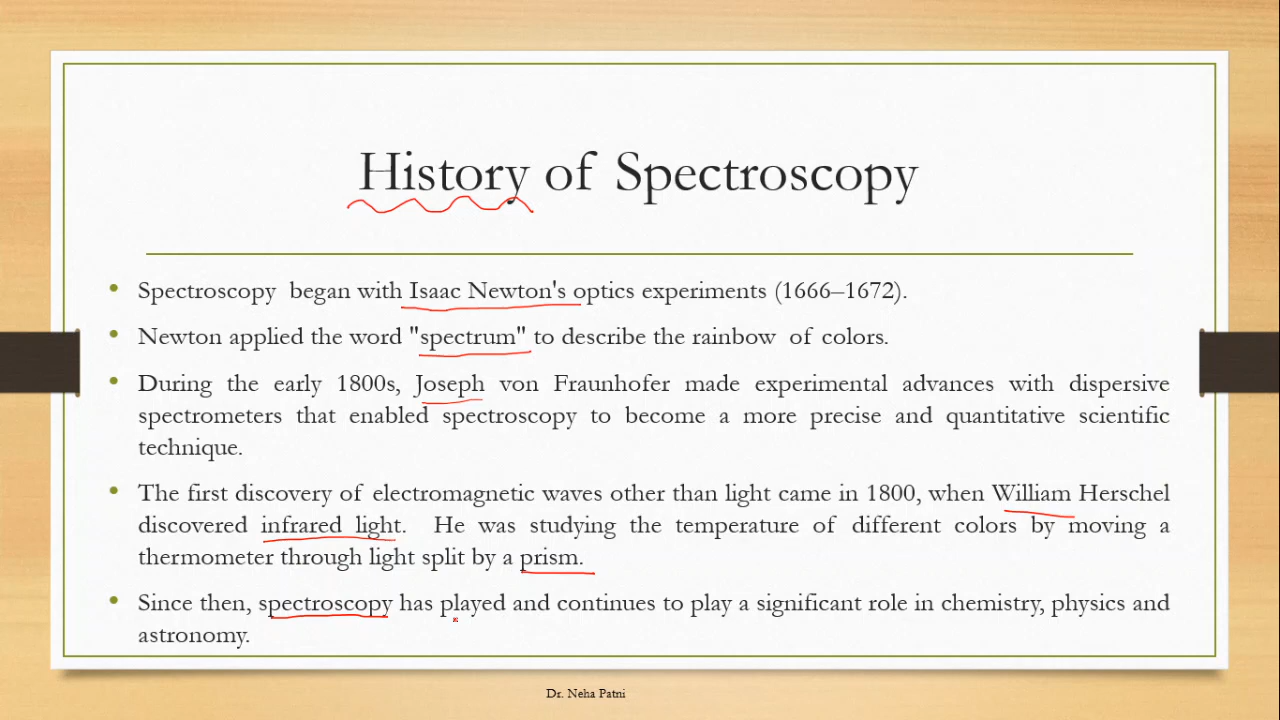 History of Spectroscopy
• Spectroscopy began with Isaac Newton's optics experiments (1666–1672).
• Newton applied the word "spectrum" to describe the rainbow of colors.
• During the early 1800s, Joseph von Fraunhofer made experimental advances with dispersive
spectrometers that enabled spectroscopy to become a more precise and quantitative scientific
technique.
• The first discovery of electromagnetic waves other than light came in 1800, when William Herschel
discovered infrared light. He was studying the temperature of different colors by moving a
thermometer through light split by a prism.
• Since then, spectroscopy has played and continues to play a significant role in chemistry, physics and
astronomy.
Dr. Neha Patni